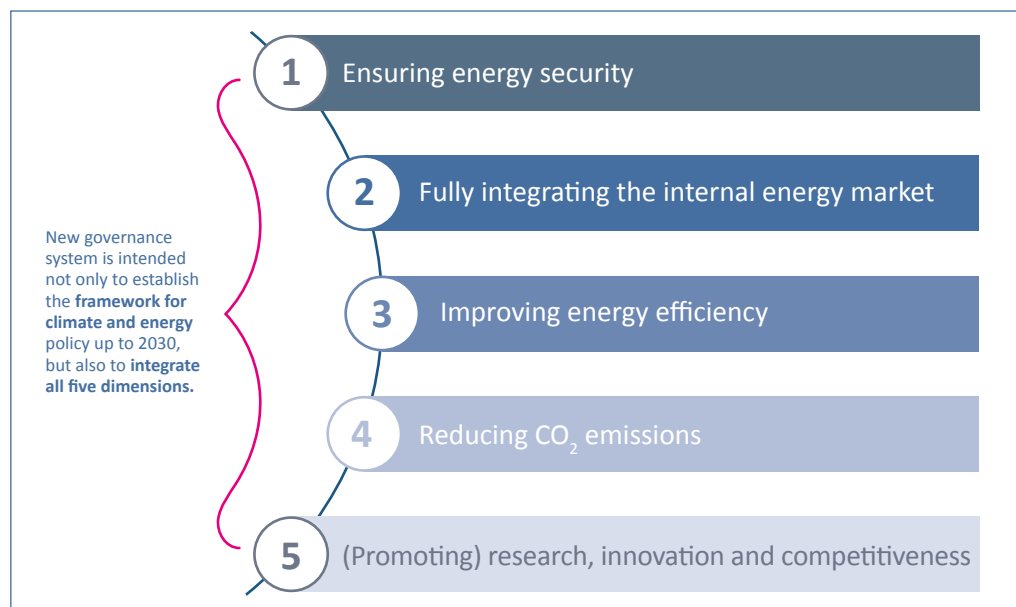 1
Ensuring energy security
2
Fully integrating the internal energy market
New governance
system is intended
not only to establish
the framework for
climate and energy
policy up to 2030,
but also to integrate
all five dimensions.
3
Improving energy efficiency
4
Reducing CO₂ emissions
5
(Promoting) research, innovation and competitiveness